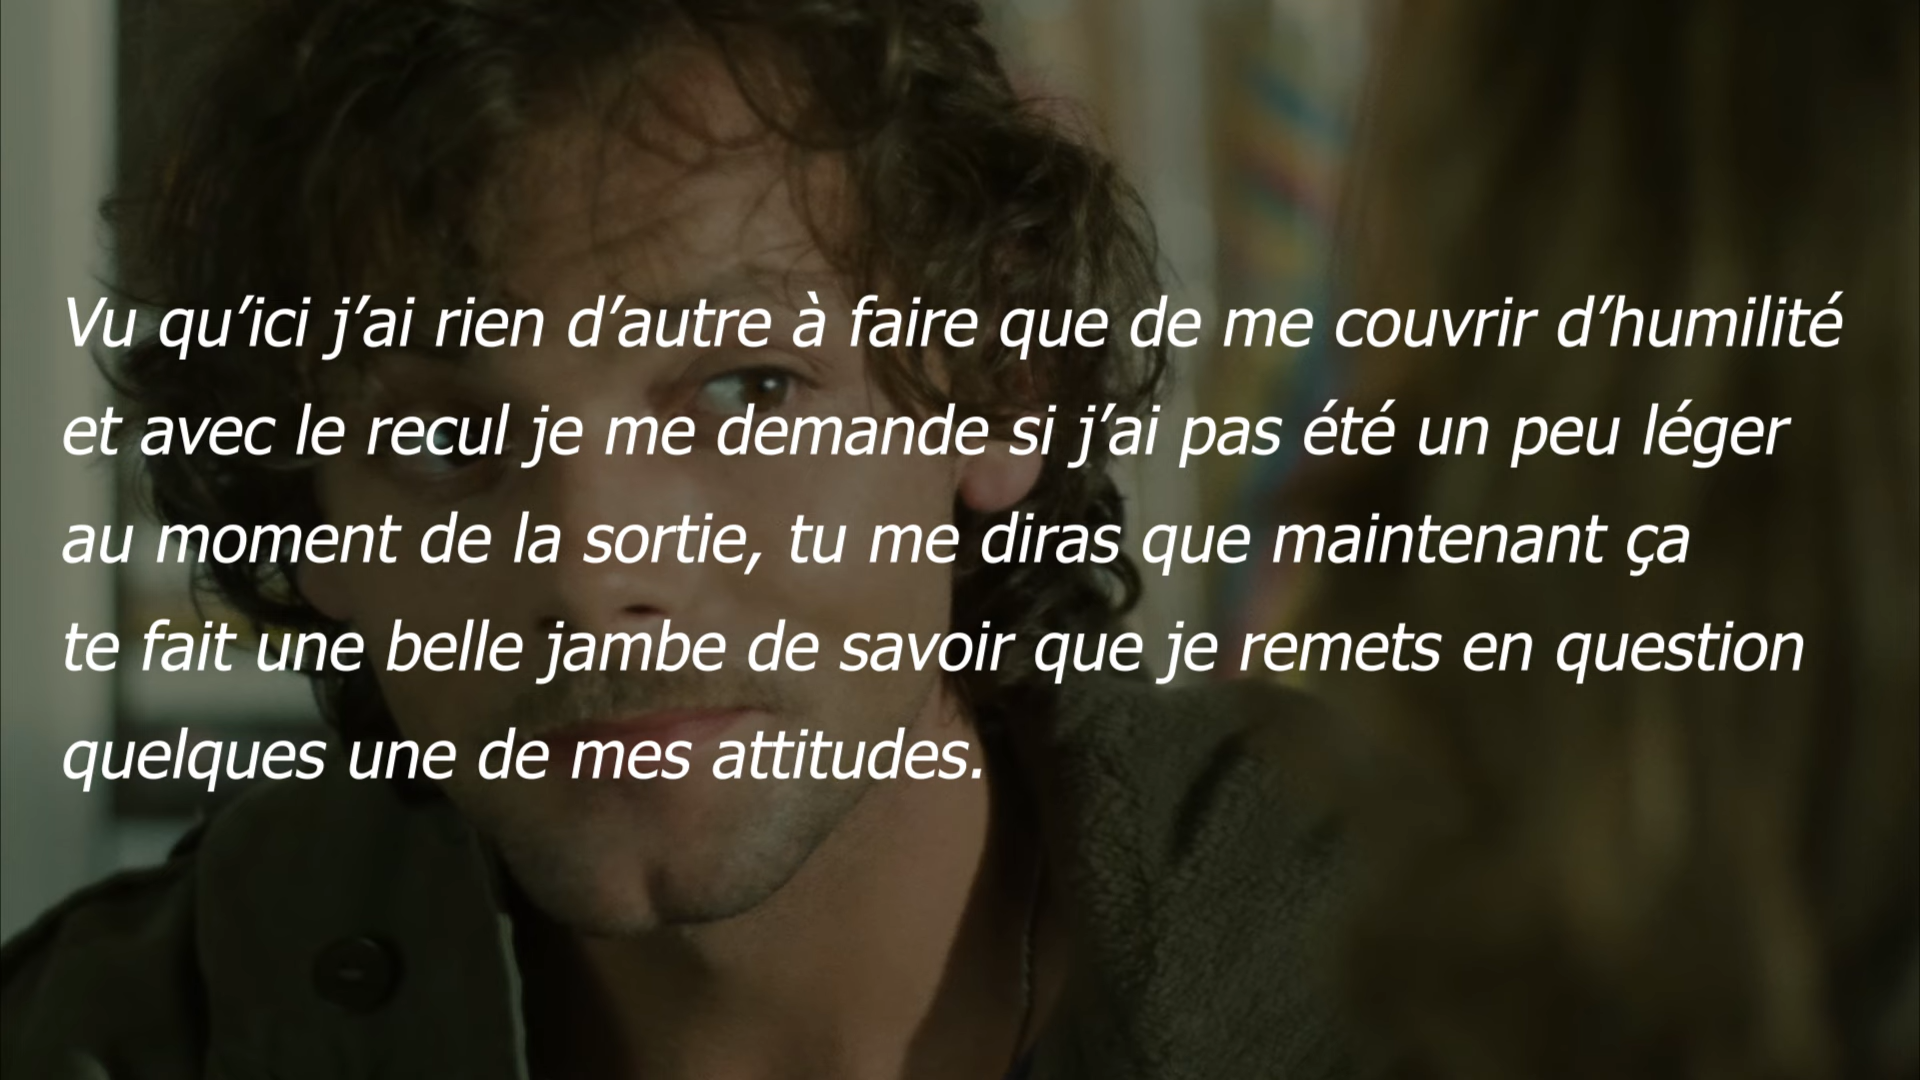 Vu qu’ici j’ai rien d’autre à faire que de me couvrir d’humilité
et avec le recul je me demande si j’ai pas été un peu léger
au moment de la sortie, tu me diras que maintenant ça
te fait une belle jambe de savoir que je remets en question
quelques une de mes attitudes.